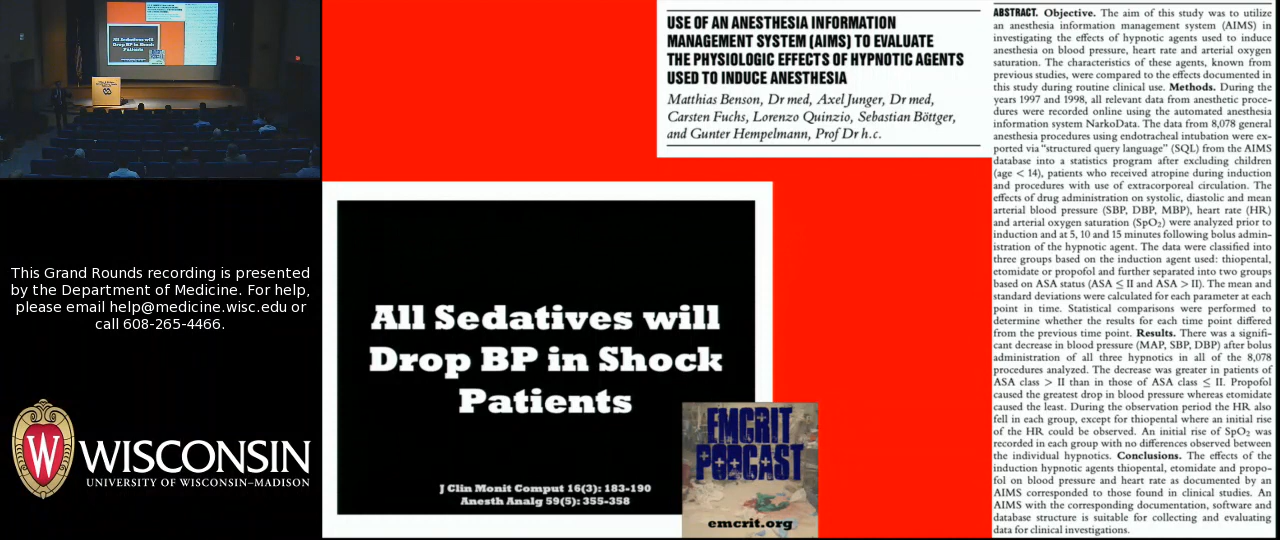 All Sedatives will
Drop BP in Shock
Patients
This Grand Rounds recording is presented
by the Department of Medicine. For help,
please email help@medicine.wisc.edu or
call 608-265-4466.
W
WISCONSIN
UNIVERSITY OF WISCONSIN–MADISON
USE OF AN ANESTHESIA INFORMATION
MANAGEMENT SYSTEM (AIMS) TO EVALUATE
THE PHYSIOLOGIC EFFECTS OF HYPNOTIC AGENTS
USED TO INDUCE ANESTHESIA
Matthias Benson, Dr med, Axel Junger, Dr med,
Carsten Fuchs, Lorenzo Quinzio, Sebastian Böttger,
and Gunter Hempelmann, Prof Dr h.c.
All Sedatives will
Drop BP in Shock
Patients
J Clin Monit Comput 16(3): 183-190
Anesth Analg 59(5): 355-358
EMCRIT
PODCAST
emcrit.org
ABSTRACT. Objective. The aim of this study was to utilize
an anesthesia information management system (AIMS) in
investigating the effects of hypnotic agents used to induce
anesthesia on blood pressure, heart rate and arterial oxygen
saturation. The characteristics of these agents, known from
previous studies, were compared to the effects documented in
this study during routine clinical use. Methods. During the
years 1997 and 1998, all relevant data from anesthetic proce-
dures were recorded online using the automated anesthesia
information system NarkoData. The data from 8,078 general
anesthesia procedures using endotracheal intubation were ex-
ported via “structured query language” (SQL) from the AIMS
database into a statistics program after excluding children
(age < 14), patients who received atropine during induction
and procedures with use of extracorporeal circulation. The
effects of drug administration on systolic, diastolic and mean
arterial blood pressure (SBP, DBP, MBP), heart rate (HR)
and arterial oxygen saturation (SpO₂) were analyzed prior to
induction and at 5, 10 and 15 minutes following bolus admin-
istration of the hypnotic agent. The data were classified into
three groups based on the induction agent used: thiopental,
etomidate or propofol and further separated into two groups
based on ASA status (ASA ≤ II and ASA > II). The mean and
standard deviations were calculated for each parameter at each
point in time. Statistical comparisons were performed to
determine whether the results for each time point differed
from the previous time point. Results. There was a signifi-
cant decrease in blood pressure (MAP, SBP, DBP) after bolus
administration of all three hypnotics in all of the 8,078
procedures analyzed. The decrease was greater in patients of
ASA class > II than in those of ASA class ≤ II. Propofol
caused the greatest drop in blood pressure whereas etomidate
caused the least. During the observation period the HR also
fell in each group, except for thiopental where an initial rise
of the HR could be observed. An initial rise of SpO₂ was
recorded in each group with no differences observed between
the individual hypnotics. Conclusions. The effects of the
induction hypnotic agents thiopental, etomidate and propo-
fol on blood pressure and heart rate as documented by an
AIMS corresponded to those found in clinical studies. An
AIMS with the corresponding documentation, software and
database structure is suitable for collecting and evaluating
data for clinical investigations.